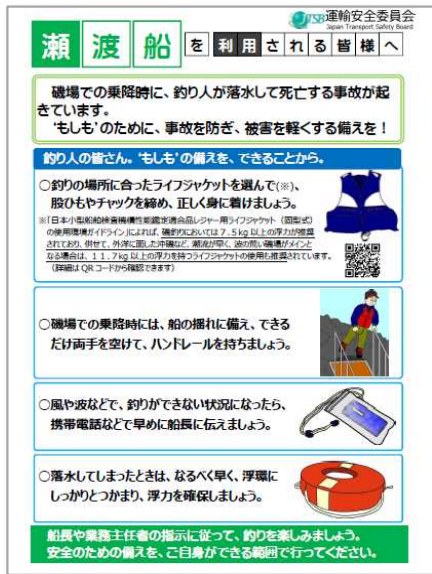 JTSB 運輸安全委員会
Japan Transport Safety Board
瀬渡船を利用される皆様へ
磯場での乗降時に、釣り人が落水して死亡する事故が起
きています。
‘もしも’のために、事故を防ぎ、被害を軽くする備えを！
釣り人の皆さん。‘もしも’の備えを、できることから。
○釣りの場所に合ったライフジャケットを選んで(※)、
股ひもやチャックを締め、正しく身に着けましょう。
※「日本小型船舶検査機構性能鑑定適合品レジャー用ライフジャケット（固型式）
の使用環境ガイドライン」によれば、磯釣りにおいては７.５kg 以上の浮力が推奨
されており、併せて、外洋に面した沖磯など、潮流が早く、波の荒い磯場がメインと
なる場合は、１１.７kg 以上の浮力を持つライフジャケットの使用も推奨されています。
（詳細は QR コードから確認できます）
○磯場での乗降時には、船の揺れに備え、できる
だけ両手を空けて、ハンドレールを持ちましょう。
○風や波などで、釣りができない状況になったら、
携帯電話などで早めに船長に伝えましょう。
○落水してしまったときは、なるべく早く、浮環に
しっかりとつかまり、浮力を確保しましょう。
船長や業務主任者の指示に従って、釣りを楽しみましょう。
安全のための備えを、ご自身ができる範囲で行ってください。